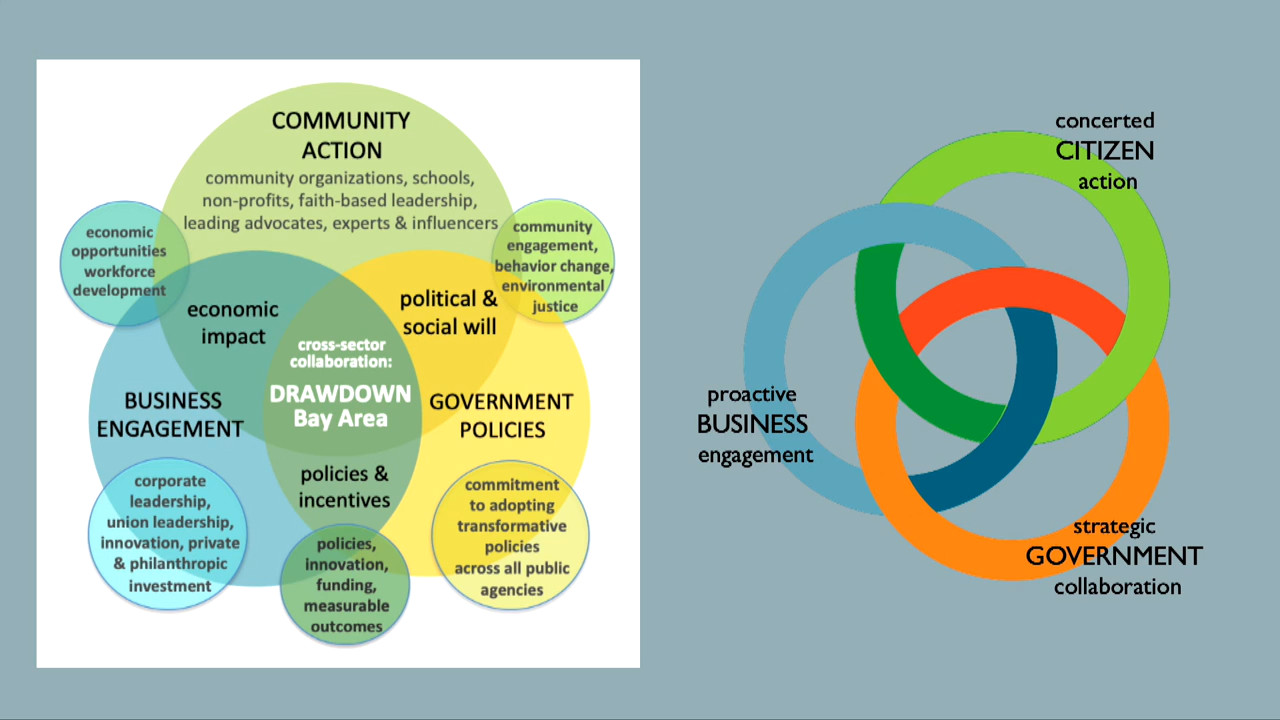 COMMUNITY
ACTION
community organizations, schools,
non-profits, faith-based leadership,
leading advocates, experts & influencers
economic
opportunities
workforce
development
community
engagement,
behavior change,
environmental
justice
economic
impact
political &
social will
cross-sector
collaboration:
DRAWDOWN
Bay Area
BUSINESS
ENGAGEMENT
GOVERNMENT
POLICIES
policies &
incentives
corporate
leadership,
union leadership,
innovation, private
& philanthropic
investment
policies,
innovation,
funding,
measurable
outcomes
commitment
to adopting
transformative
policies
across all public
agencies
concerted
CITIZEN
action
proactive
BUSINESS
engagement
strategic
GOVERNMENT
collaboration